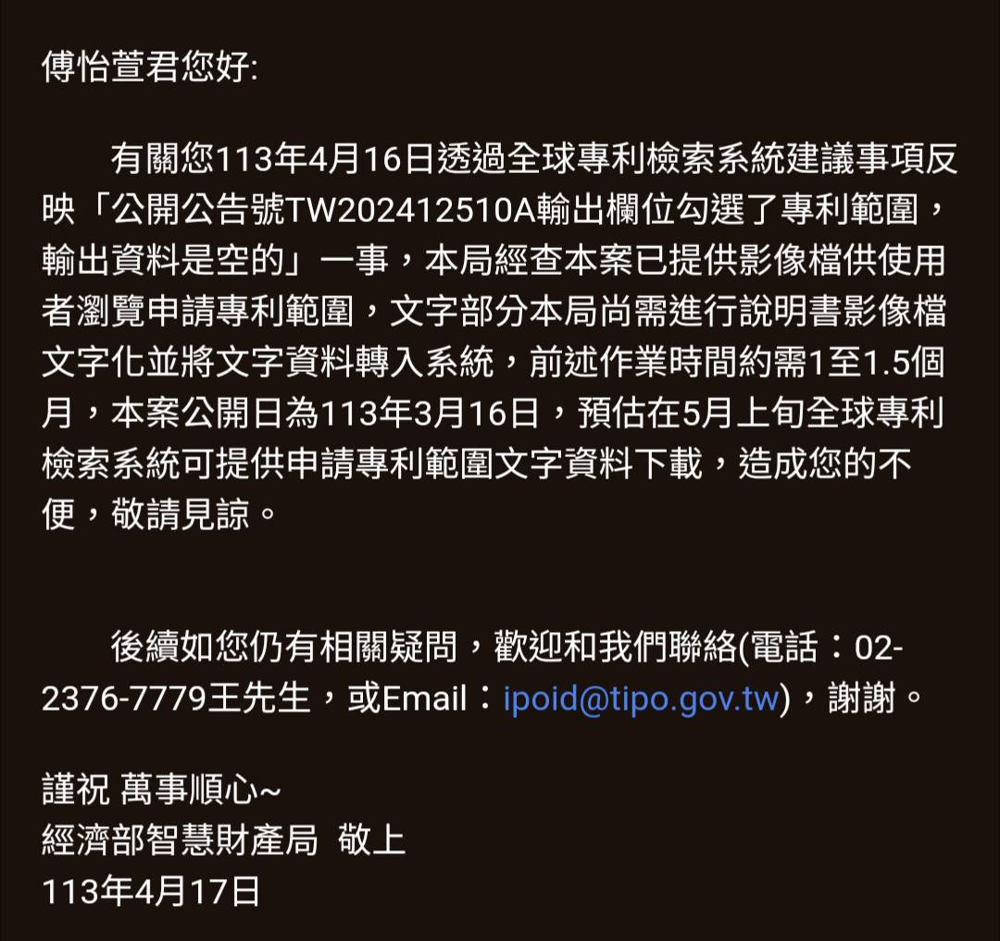 傅怡萱君您好:
有關您113年4月16日透過全球專利檢索系統建議事項反
映「公開公告號TW202412510A輸出欄位勾選了專利範圍，
輸出資料是空的」一事，本局經查本案已提供影像檔供使用
者瀏覽申請專利範圍，文字部分本局尚需進行說明書影像檔
文字化並將文字資料轉入系統，前述作業時間約需1至1.5個
月，本案公開日為113年3月16日，預估在5月上旬全球專利
檢索系統可提供申請專利範圍文字資料下載，造成您的不
便，敬請見諒。
後續如您仍有相關疑問，歡迎和我們聯絡(電話：02-
2376-7779王先生，或Email：ipoid@tipo.gov.tw)，謝謝。
謹祝 萬事順心~
經濟部智慧財產局 敬上
113年4月17日